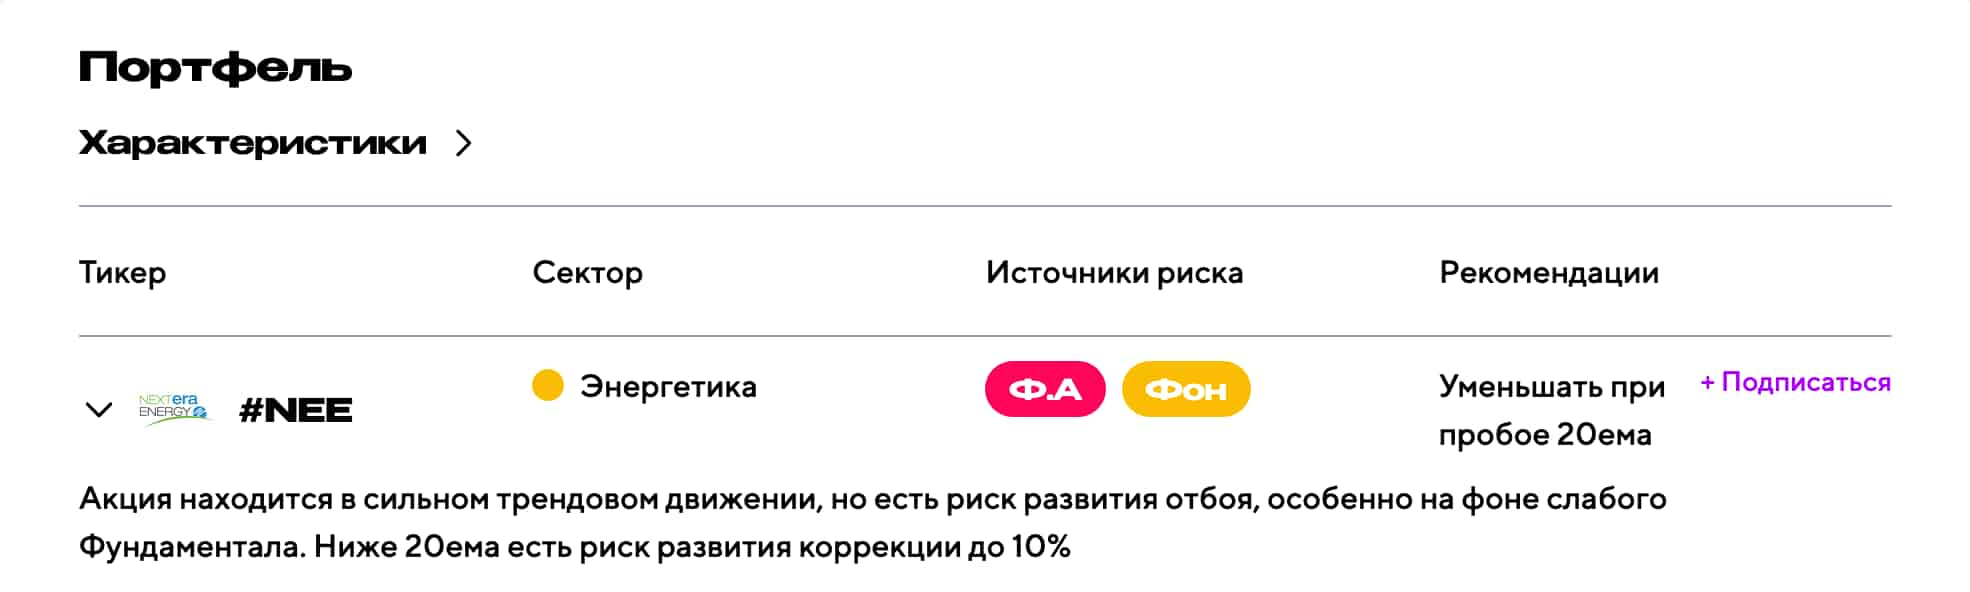 Портфель
Характеристики
Тикер Сектор Источники риска Рекомендации
NEXTera
ENERGY
#NEE
Энергетика
Ф.А Фон
Уменьшать при
пробое 20ема
+ Подписаться
Акция находится в сильном трендовом движении, но есть риск развития отбоя, особенно на фоне слабого
Фундаментала. Ниже 20ема есть риск развития коррекции до 10%